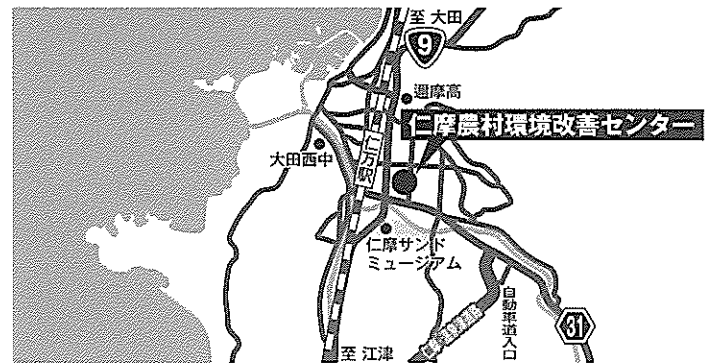 至 大田
9
邇摩高
仁摩農村環境改善センター
大田西中
仁万駅
仁摩サンド
ミュージアム
自動車道入口
31
至 江津